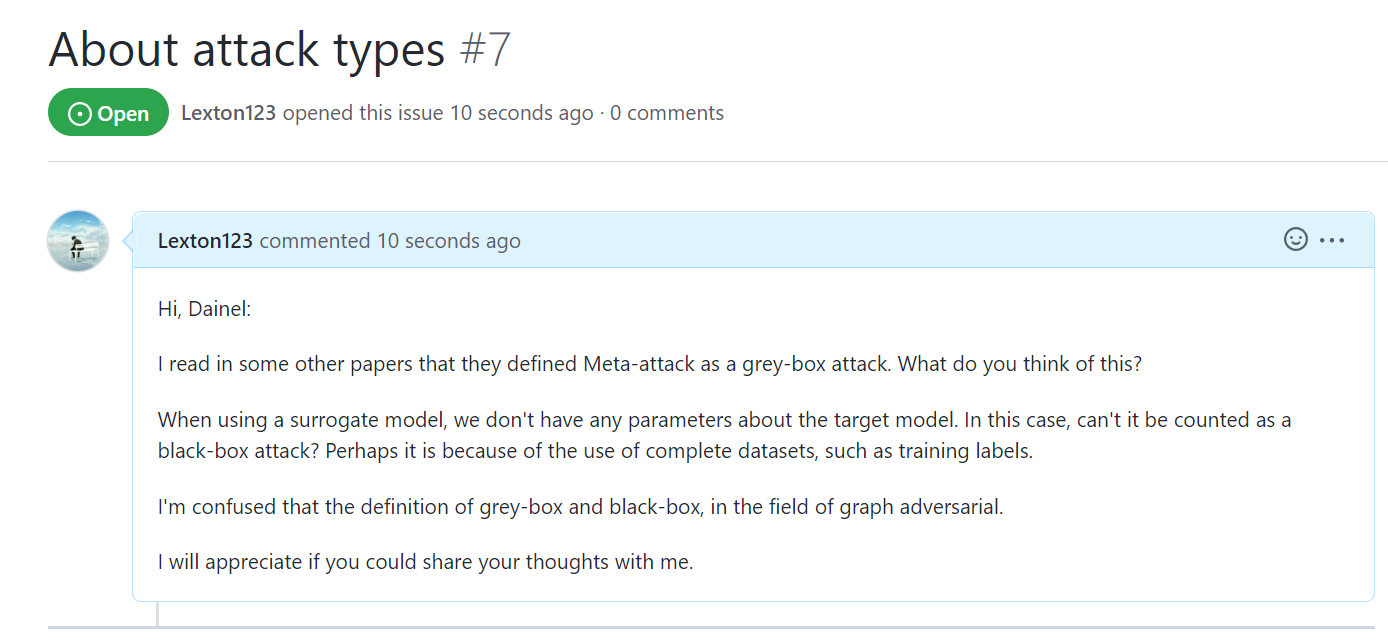 About attack types #7
Open Lexton123 opened this issue 10 seconds ago · 0 comments
Lexton123 commented 10 seconds ago
Hi, Dainel:
I read in some other papers that they defined Meta-attack as a grey-box attack. What do you think of this?
When using a surrogate model, we don't have any parameters about the target model. In this case, can't it be counted as a
black-box attack? Perhaps it is because of the use of complete datasets, such as training labels.
I'm confused that the definition of grey-box and black-box, in the field of graph adversarial.
I will appreciate if you could share your thoughts with me.